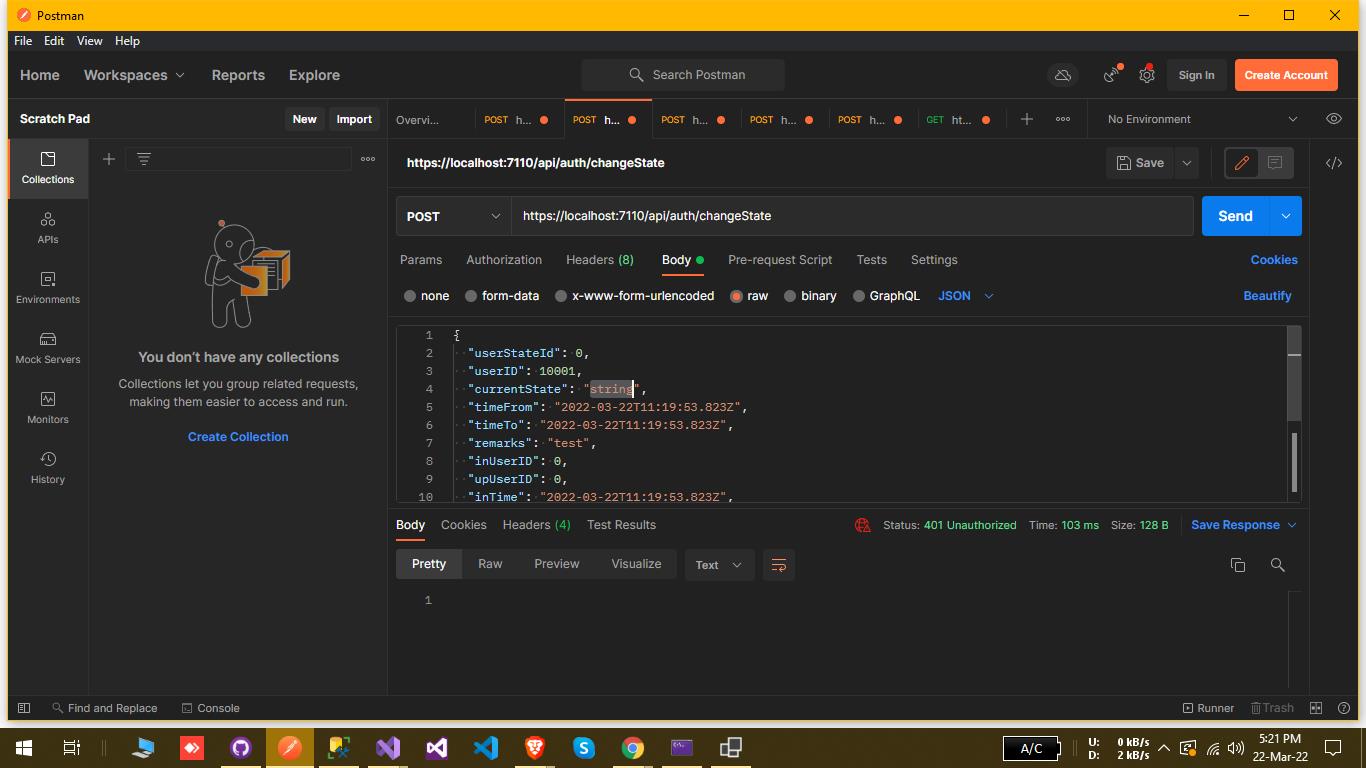 Postman
File Edit View Help
Home Workspaces Reports Explore Search Postman Sign In Create Account
Scratch Pad New Import
Overvi... POST h... POST h... POST h... POST h... POST h... GET ht... No Environment
Collections
APIs
Environments
Mock Servers
Monitors
History
You don't have any collections
Collections let you group related requests,
making them easier to access and run.
Create Collection
https://localhost:7110/api/auth/changeState Save
POST https://localhost:7110/api/auth/changeState Send
Params Authorization Headers (8) Body Pre-request Script Tests Settings Cookies
none form-data x-www-form-urlencoded raw binary GraphQL JSON Beautify
1 {
2 "userStateId": 0,
3 "userID": 10001,
4 "currentState": "string",
5 "timeFrom": "2022-03-22T11:19:53.823Z",
6 "timeTo": "2022-03-22T11:19:53.823Z",
7 "remarks": "test",
8 "inUserID": 0,
9 "upUserID": 0,
10 "inTime": "2022-03-22T11:19:53.823Z",
Body Cookies Headers (4) Test Results Status: 401 Unauthorized Time: 103 ms Size: 128 B Save Response
Pretty Raw Preview Visualize Text
1
Find and Replace Console Runner Trash
A/C U: 0 kB/s 5:21 PM
D: 2 kB/s 22-Mar-22